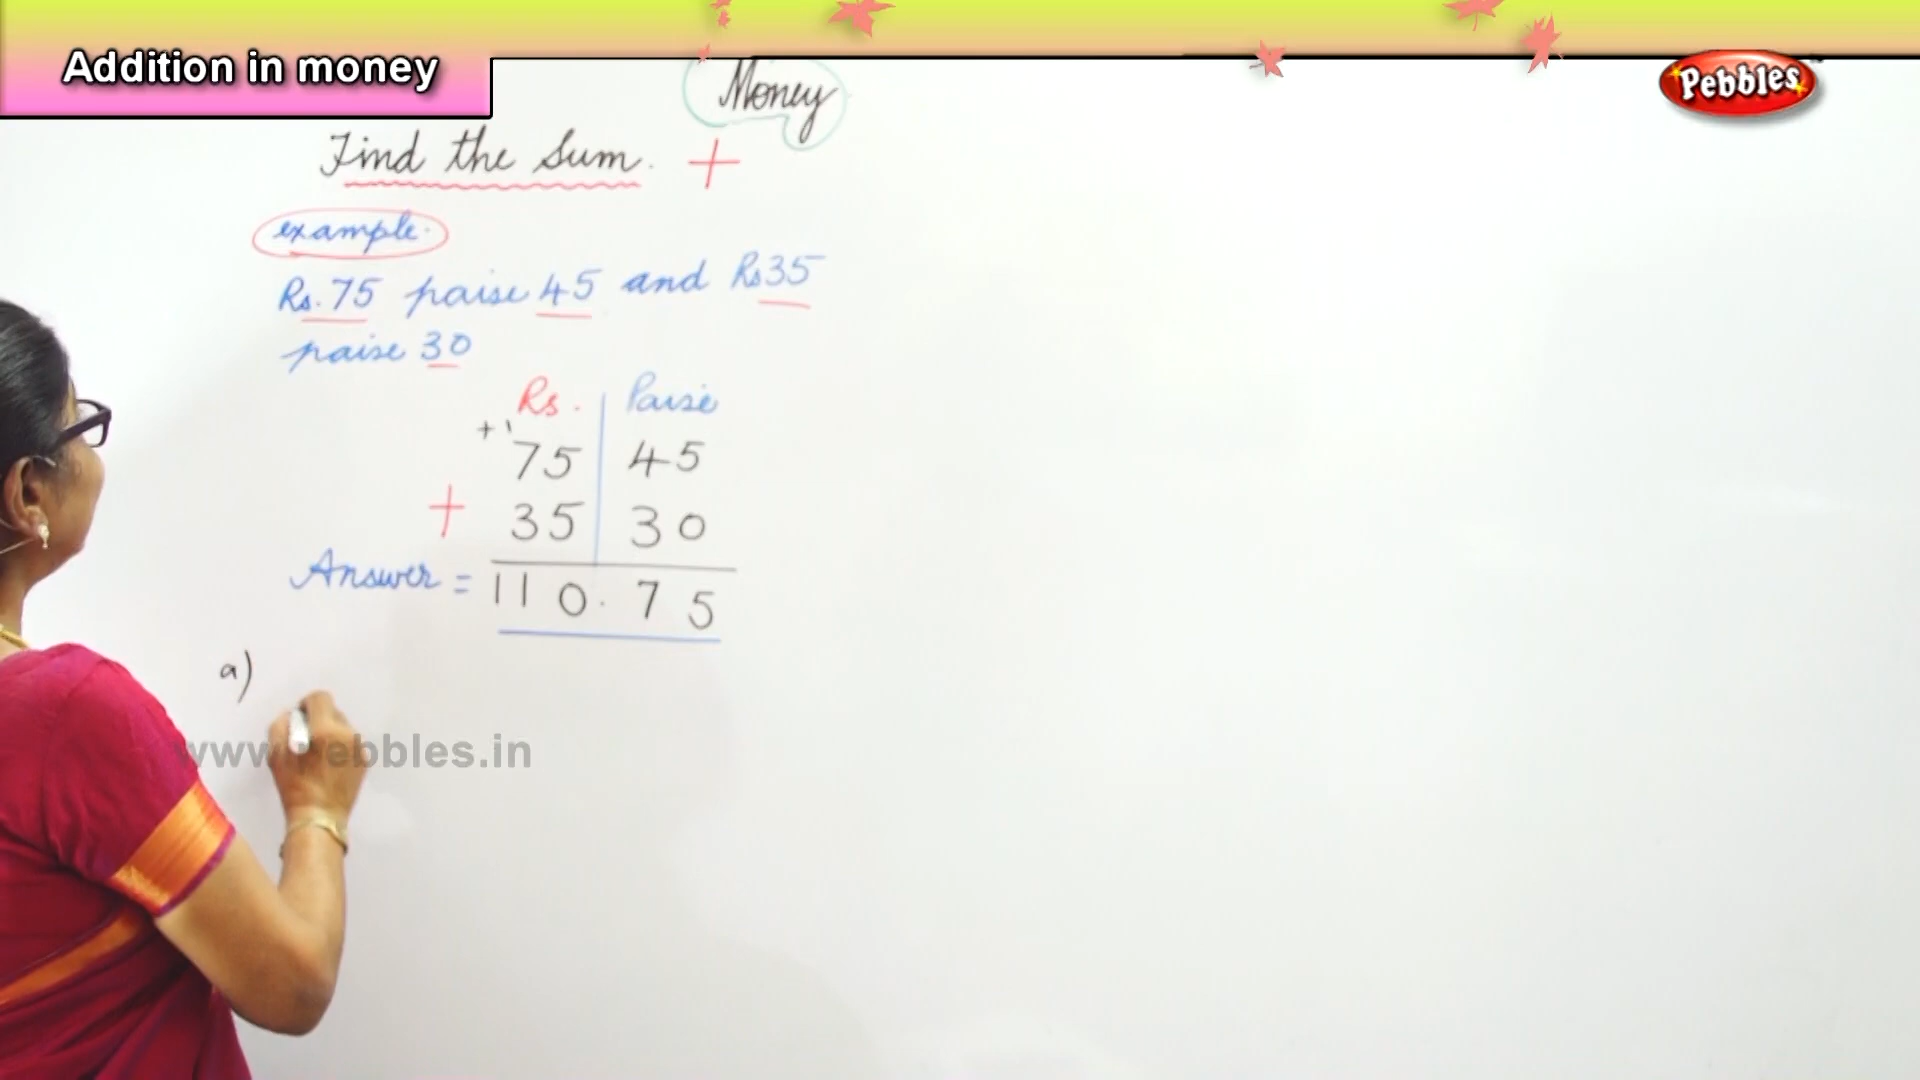 Addition in money
Pebbles
Money
Find the Sum. +
example.
Rs. 75 paise 45 and Rs 35
paise 30
Rs. Paise
+1
75 45
+ 35 30
Answer = 110.75
a)
www.pebbles.in